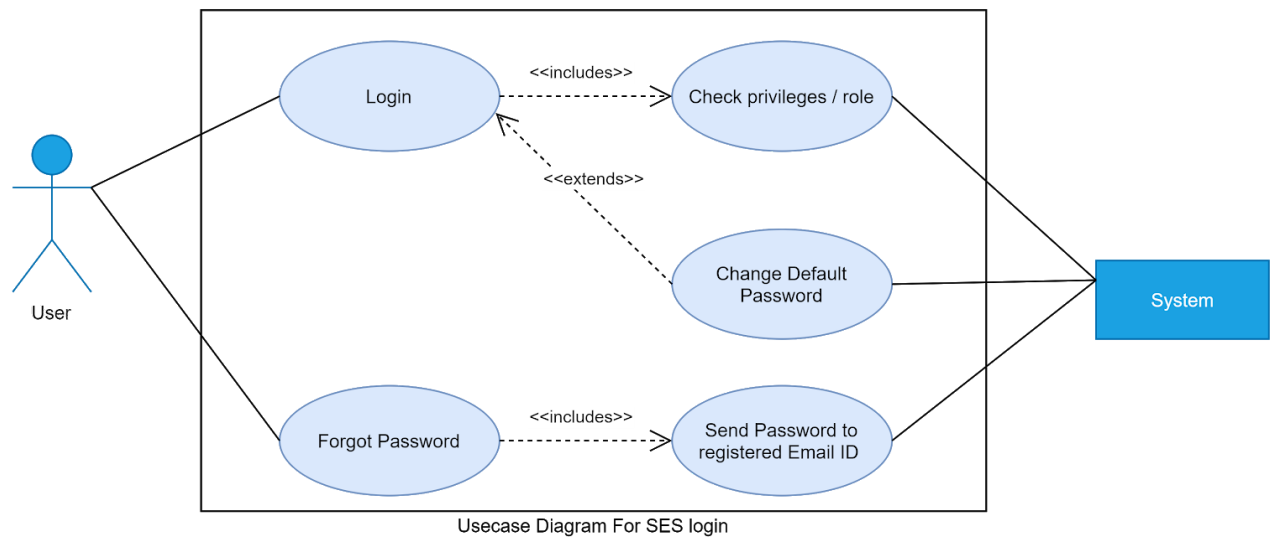 <<includes>>
Login
Check privileges / role
<<extends>>
Change Default
Password
System
User
<<includes>>
Forgot Password
Send Password to
registered Email ID
Usecase Diagram For SES login